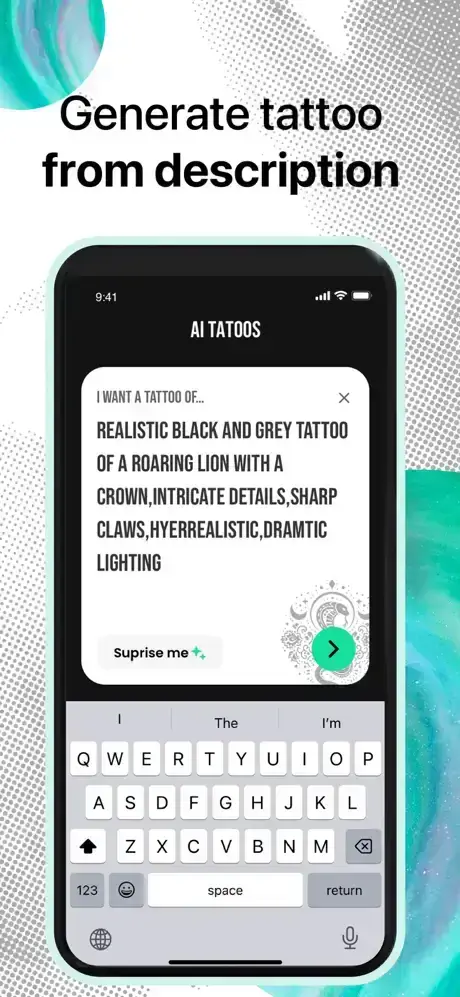 Generate tattoo
from description
9:41
AI TATOOS
I WANT A TATTOO OF...
REALISTIC BLACK AND GREY TATTOO
OF A ROARING LION WITH A
CROWN,INTRICATE DETAILS,SHARP
CLAWS,HYERREALISTIC,DRAMTIC
LIGHTING
Suprise me
I The I'm
Q W E R T Y U I O P
A S D F G H J K L
Z X C V B N M
123 space return